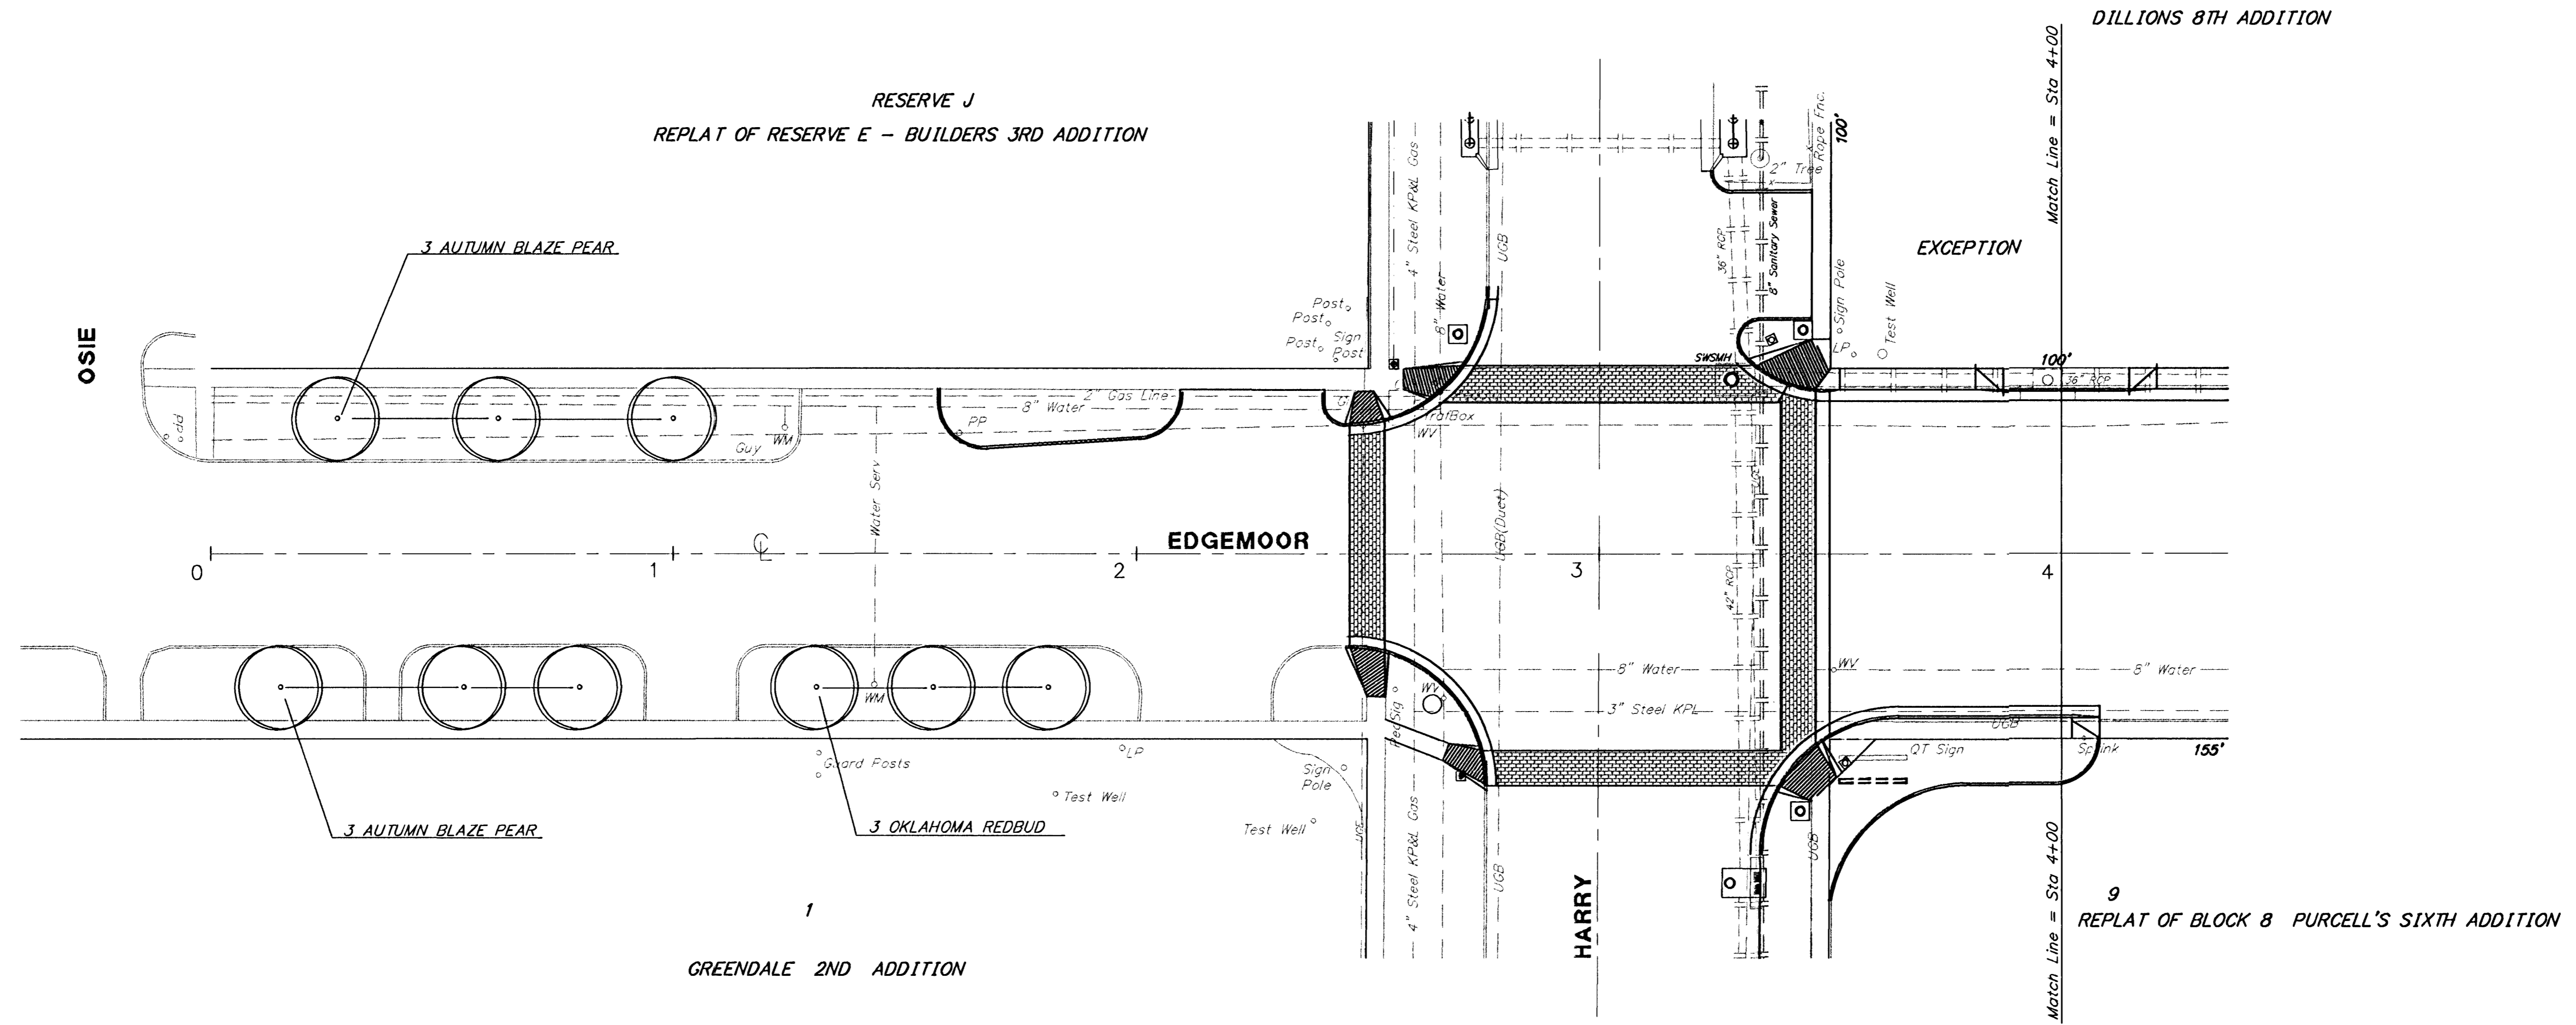 DILLIONS 8TH ADDITION
Match Line = Sta 4+00
RESERVE J
REPLAT OF RESERVE E - BUILDERS 3RD ADDITION
Rope Fnc.
100'
2" Tree
4" Steel KP&L Gas
8" Water
UGB
36" RCP
8" Sanitary Sewer
EXCEPTION
3 AUTUMN BLAZE PEAR
Sign Pole
Test Well
Post
Post
Post
Sign
Post
OSIE
SWSMH
LP
100'
36" RCP
2" Gas Line
8" Water
TrafBox
WV
PP
pp
WM
Guy
Water Serv
UGB(Duct)
EDGEMOOR
CL
0
1
2
3
4
42" RCP
8" Water
WV
8" Water
WV
WM
PedSig
3" Steel KPL
UGB
QT Sign
Sprink
155'
Guard Posts
LP
Sign
Pole
Test Well
Test Well
3 AUTUMN BLAZE PEAR
3 OKLAHOMA REDBUD
4" Steel KP&L Gas
UGB
UGB
HARRY
Match Line = Sta 4+00
1
GREENDALE 2ND ADDITION
9
REPLAT OF BLOCK 8 PURCELL'S SIXTH ADDITION